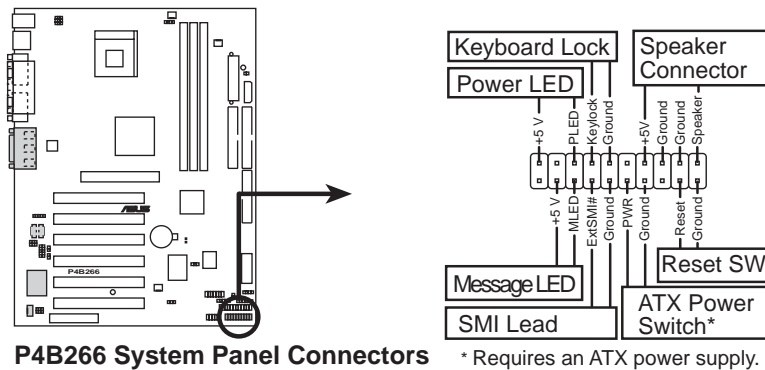 Keyboard Lock
Power LED
Speaker
Connector
+5 V
PLED
Keylock
Ground
+5V
Ground
Ground
Speaker
+5 V
MLED
ExtSMI#
Ground
PWR
Ground
Reset
Ground
Message LED
SMI Lead
Reset SW
ATX Power
Switch*
/SUS
P4B266
P4B266 System Panel Connectors
* Requires an ATX power supply.